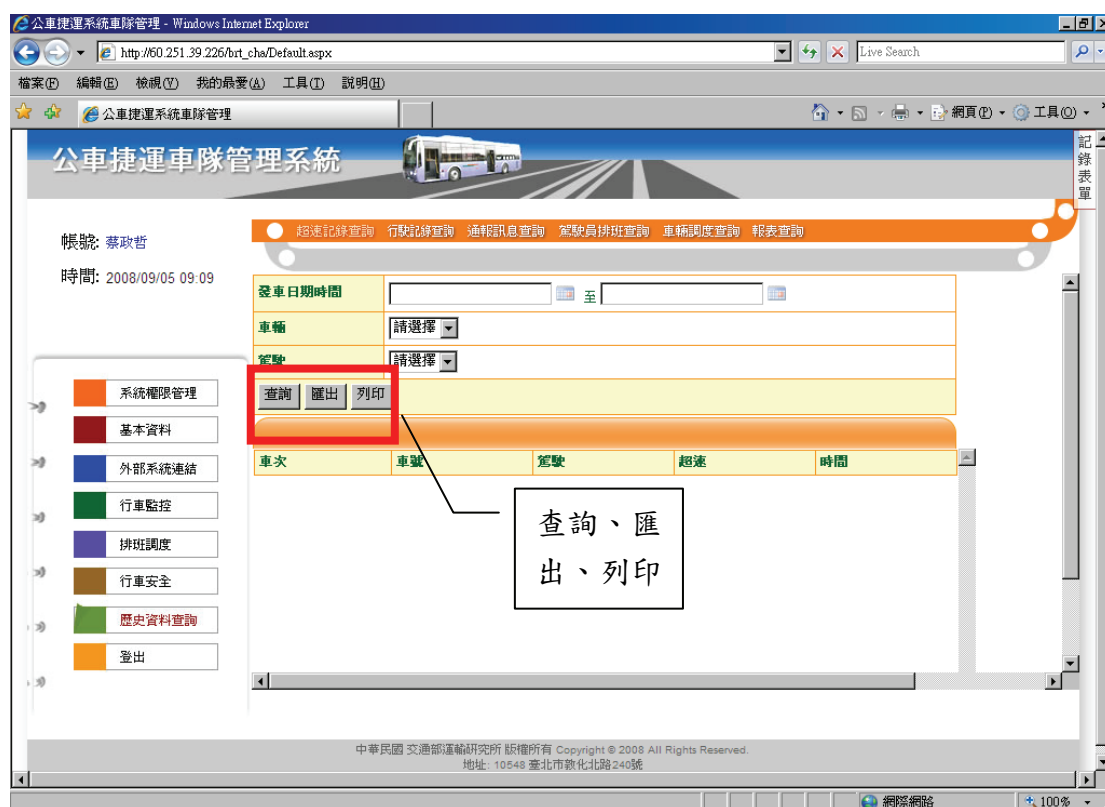 公車捷運系統車隊管理 - Windows Internet Explorer
http://60.251.39.226/brt_cha/Default.aspx
Live Search
檔案(F) 編輯(E) 檢視(V) 我的最愛(A) 工具(T) 說明(H)
公車捷運系統車隊管理
網頁(P) 工具(O)
公車捷運車隊管理系統
記錄表單
帳號: 蔡政哲
時間: 2008/09/05 09:09
超速記錄查詢 行駛記錄查詢 通報訊息查詢 駕駛員排班查詢 車輛調度查詢 報表查詢
發車日期時間 至
車輛 請選擇
駕駛 請選擇
查詢 匯出 列印
車次 車號 駕駛 超速 時間
查詢、匯
出、列印
系統權限管理
基本資料
外部系統連結
行車監控
排班調度
行車安全
歷史資料查詢
登出
中華民國 交通部運輸研究所 版權所有 Copyright © 2008 All Rights Reserved.
地址: 10548 臺北市敦化北路240號
網際網路 100%